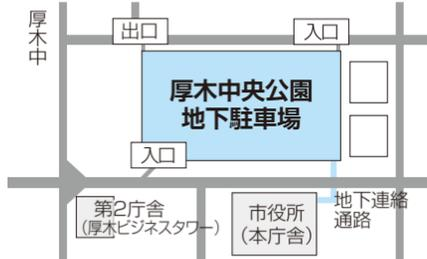 厚木中
出口
入口
厚木中央公園
地下駐車場
入口
第2庁舎
（厚木ビジネスタワー）
市役所
（本庁舎）
地下連絡
通路